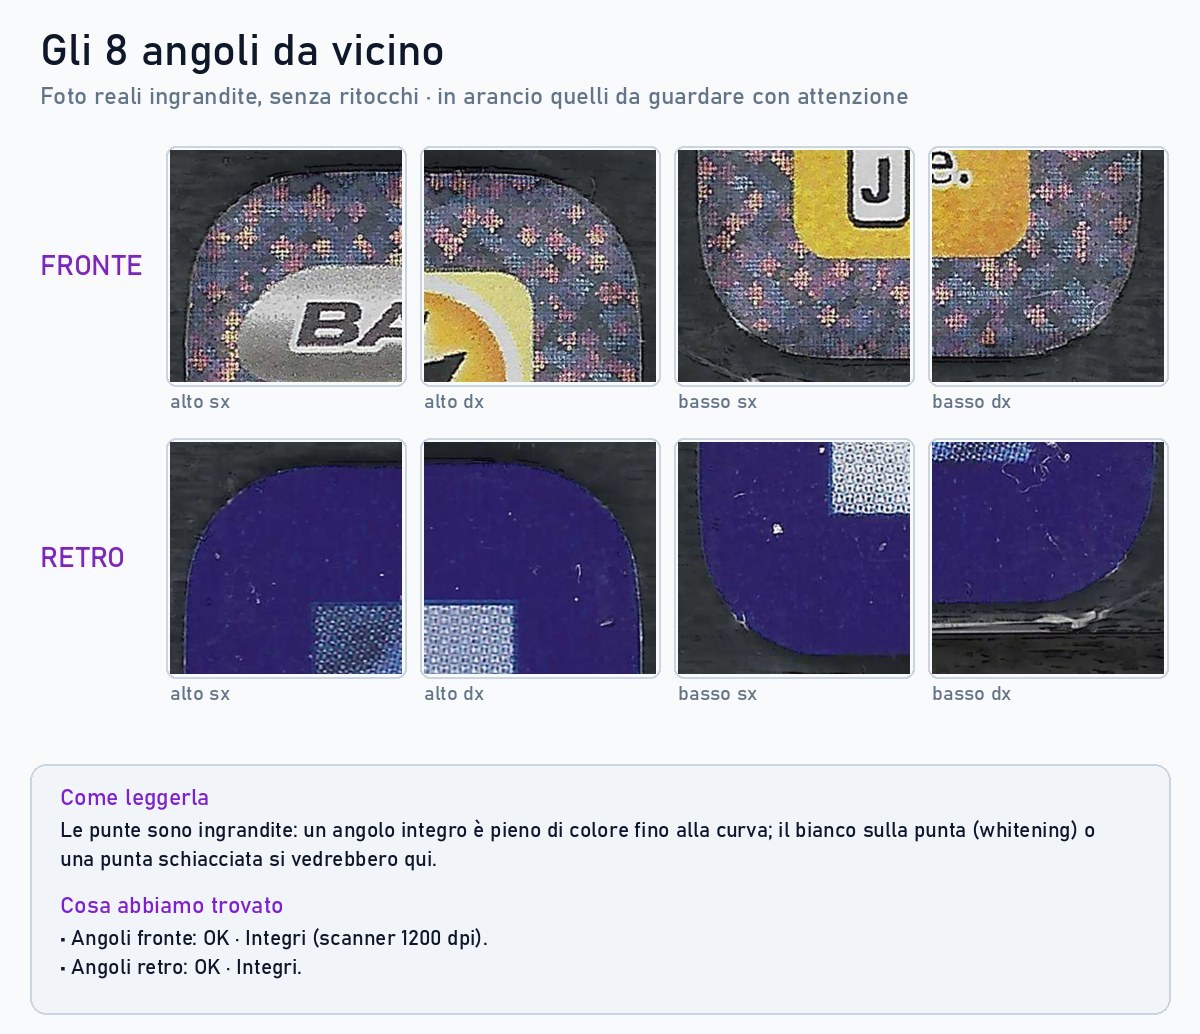 Gli 8 angoli da vicino
Foto reali ingrandite, senza ritocchi · in arancio quelli da guardare con attenzione
FRONTE
BA
J
e.
alto sx
alto dx
basso sx
basso dx
RETRO
alto sx
alto dx
basso sx
basso dx
Come leggerla
Le punte sono ingrandite: un angolo integro è pieno di colore fino alla curva; il bianco sulla punta (whitening) o
una punta schiacciata si vedrebbero qui.
Cosa abbiamo trovato
• Angoli fronte: OK · Integri (scanner 1200 dpi).
• Angoli retro: OK · Integri.